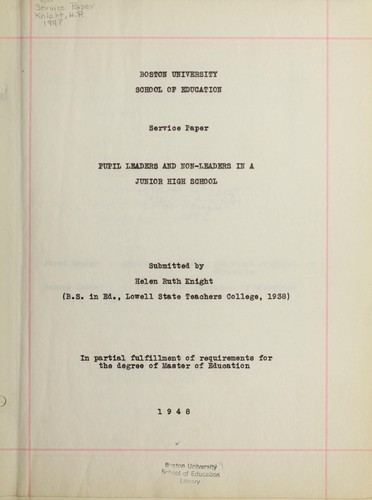 Service Paper
Knight, H.R.
1948
BOSTON UNIVERSITY
SCHOOL OF EDUCATION
Service Paper
PUPIL LEADERS AND NON-LEADERS IN A
JUNIOR HIGH SCHOOL
Submitted by
Helen Ruth Knight
(B.S. in Ed., Lowell State Teachers College, 1938)
In partial fulfillment of requirements for
the degree of Master of Education
1 9 4 8
Boston University
School of Education
Library